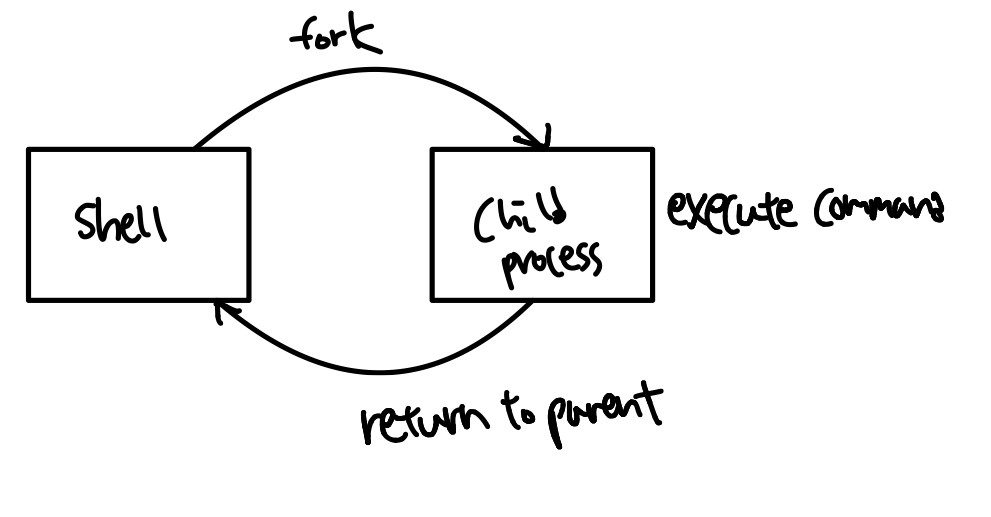 fork
Shell
Child
process
execute command
return to parent